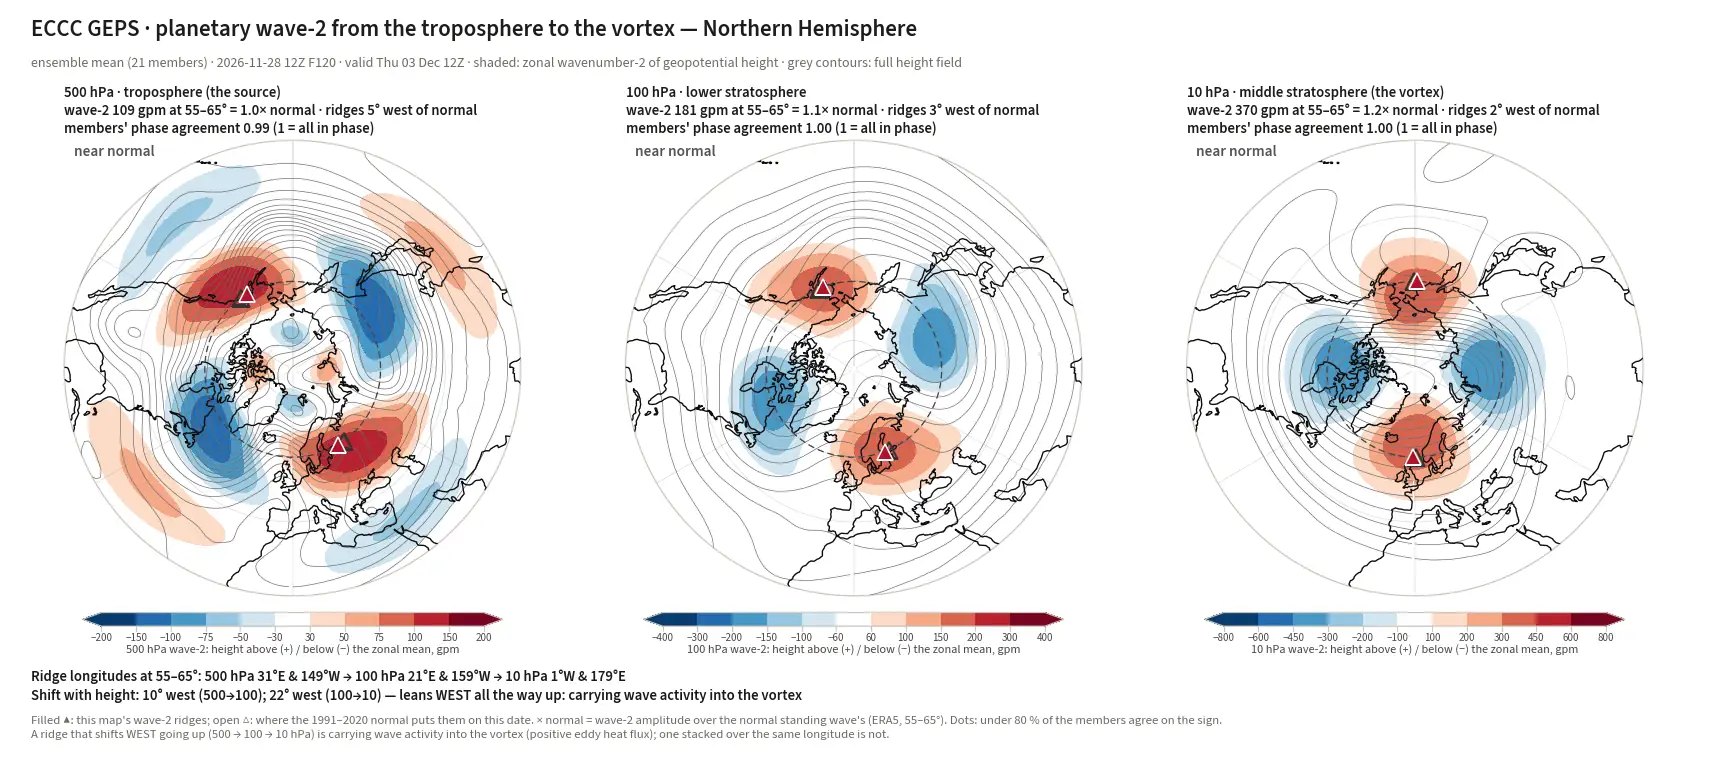 ECCC GEPS · planetary wave-2 from the troposphere to the vortex — Northern Hemisphere
ensemble mean (21 members) · 2026-11-28 12Z F120 · valid Thu 03 Dec 12Z · shaded: zonal wavenumber-2 of geopotential height · grey contours: full height field
500 hPa · troposphere (the source)
wave-2 109 gpm at 55–65° = 1.0× normal · ridges 5° west of normal
members' phase agreement 0.99 (1 = all in phase)
near normal
100 hPa · lower stratosphere
wave-2 181 gpm at 55–65° = 1.1× normal · ridges 3° west of normal
members' phase agreement 1.00 (1 = all in phase)
near normal
10 hPa · middle stratosphere (the vortex)
wave-2 370 gpm at 55–65° = 1.2× normal · ridges 2° west of normal
members' phase agreement 1.00 (1 = all in phase)
near normal
−200 −150 −100 −75 −50 −30 30 50 75 100 150 200
500 hPa wave-2: height above (+) / below (−) the zonal mean, gpm
−400 −300 −200 −150 −100 −60 60 100 150 200 300 400
100 hPa wave-2: height above (+) / below (−) the zonal mean, gpm
−800 −600 −450 −300 −200 −100 100 200 300 450 600 800
10 hPa wave-2: height above (+) / below (−) the zonal mean, gpm
Ridge longitudes at 55–65°: 500 hPa 31°E & 149°W → 100 hPa 21°E & 159°W → 10 hPa 1°W & 179°E
Shift with height: 10° west (500→100); 22° west (100→10) — leans WEST all the way up: carrying wave activity into the vortex
Filled ▲: this map's wave-2 ridges; open △: where the 1991–2020 normal puts them on this date. × normal = wave-2 amplitude over the normal standing wave's (ERA5, 55–65°). Dots: under 80 % of the members agree on the sign.
A ridge that shifts WEST going up (500 → 100 → 10 hPa) is carrying wave activity into the vortex (positive eddy heat flux); one stacked over the same longitude is not.